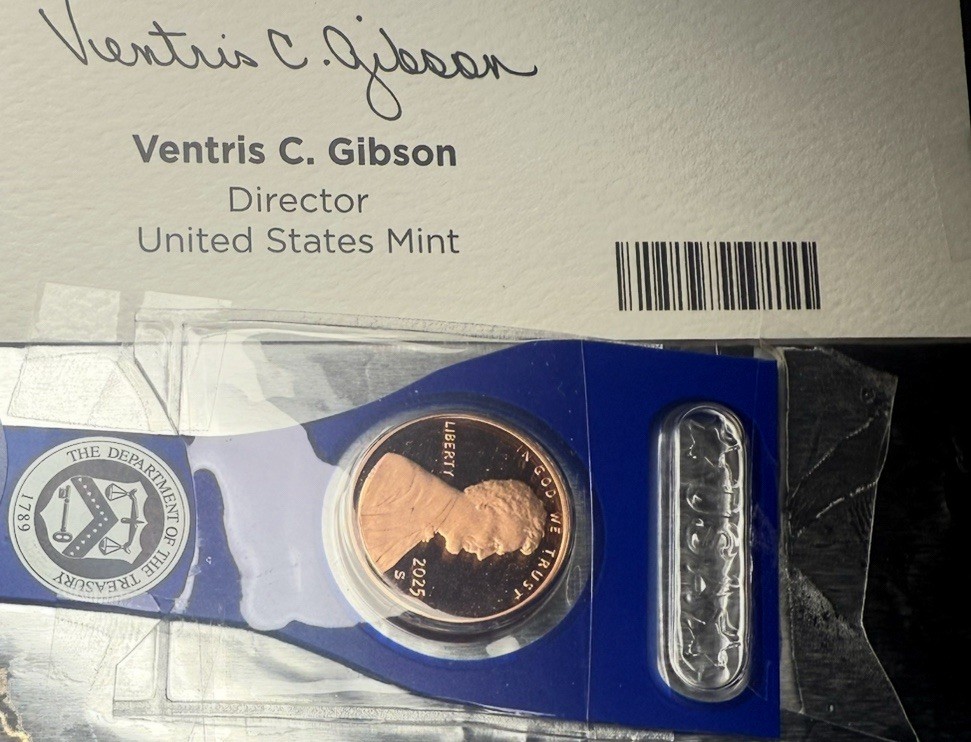 Ventris C. Gibson
Ventris C. Gibson
Director
United States Mint
THE DEPARTMENT OF THE TREASURY
1789
IN GOD WE TRUST
LIBERTY
2025
S